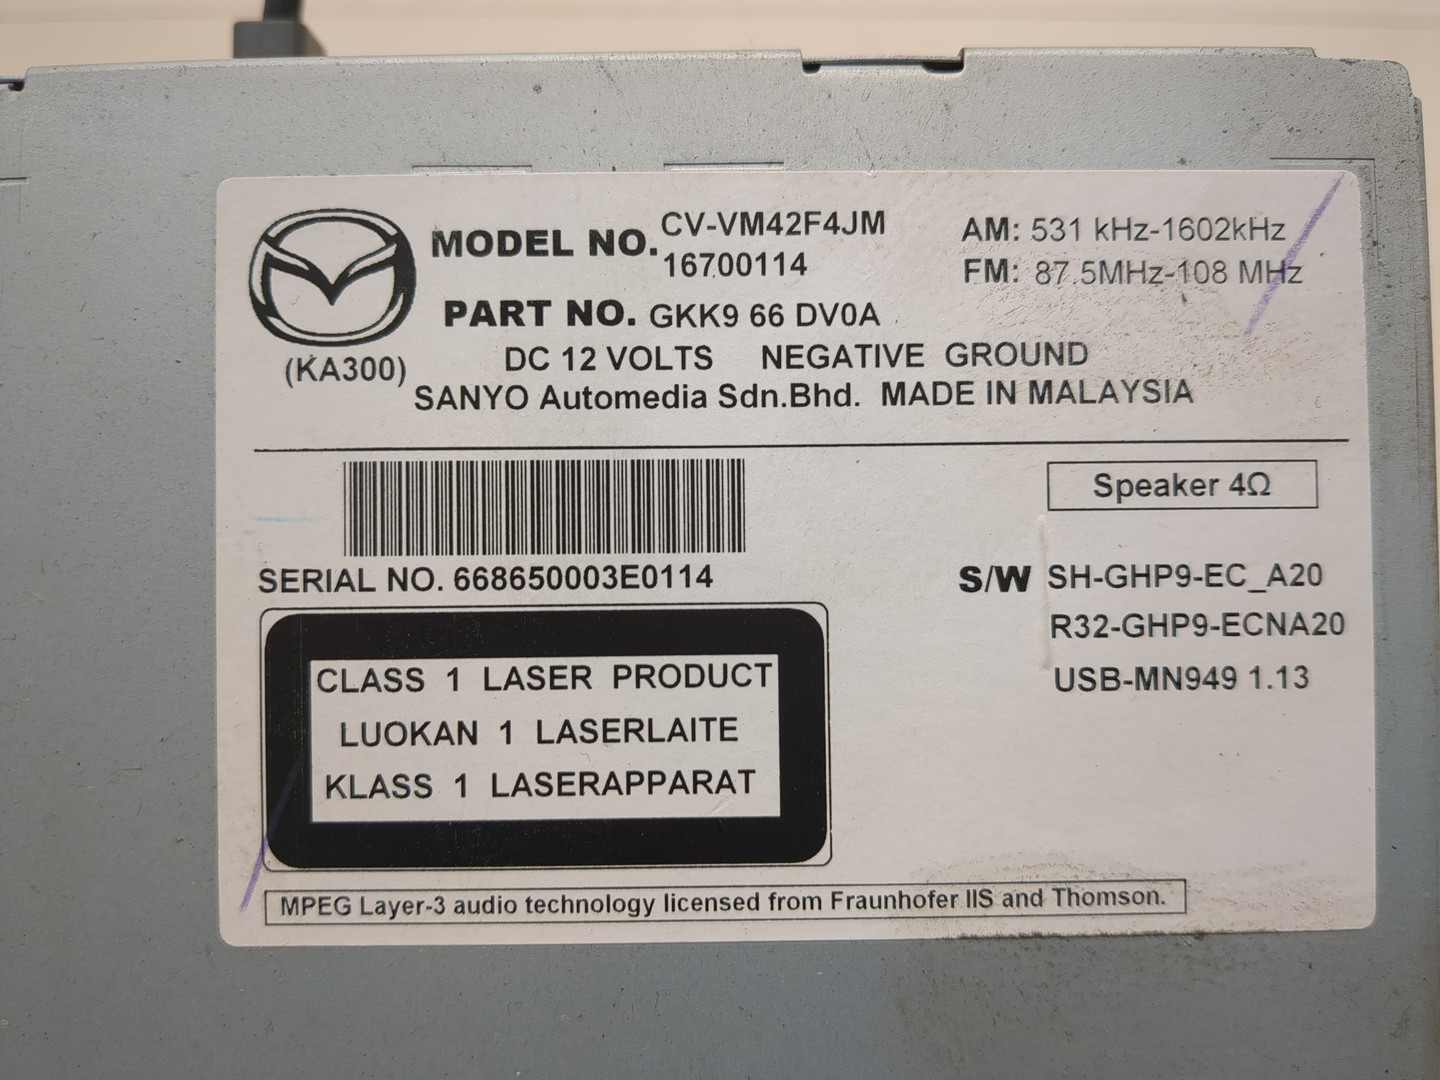 MODEL NO. CV-VM42F4JM
16700114
AM: 531 kHz-1602kHz
FM: 87.5MHz-108 MHz
PART NO. GKK9 66 DV0A
(KA300)
DC 12 VOLTS NEGATIVE GROUND
SANYO Automedia Sdn.Bhd. MADE IN MALAYSIA
Speaker 4Ω
SERIAL NO. 668650003E0114
S/W SH-GHP9-EC_A20
R32-GHP9-ECNA20
USB-MN949 1.13
CLASS 1 LASER PRODUCT
LUOKAN 1 LASERLAITE
KLASS 1 LASERAPPARAT
MPEG Layer-3 audio technology licensed from Fraunhofer IIS and Thomson.